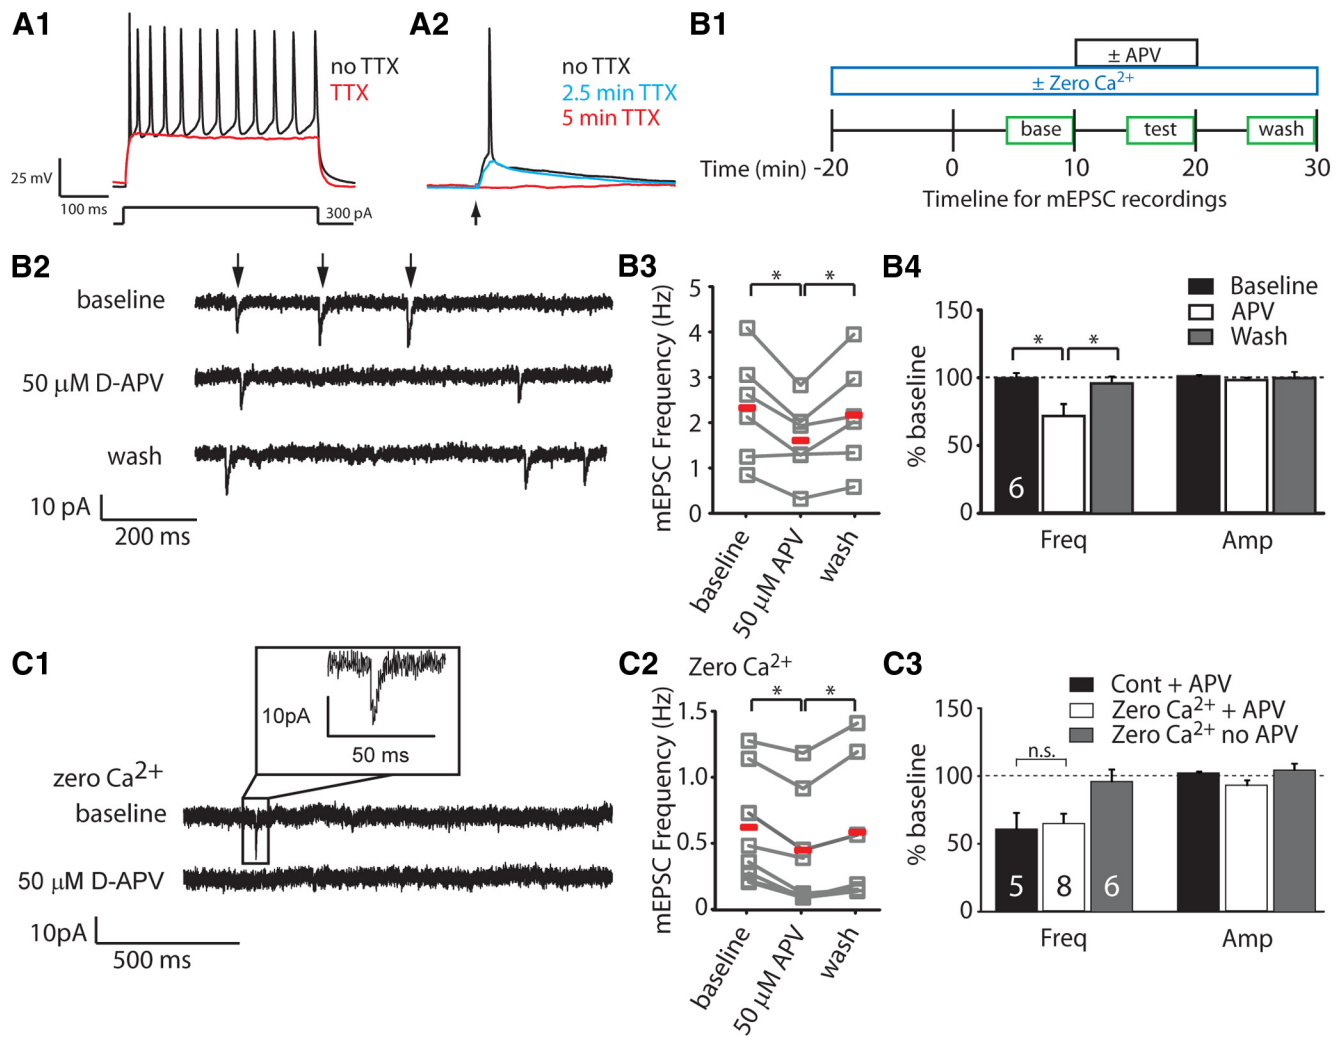 A1
no TTX
TTX
25 mV
100 ms
300 pA
A2
no TTX
2.5 min TTX
5 min TTX
B1
± APV
± Zero Ca2+
base
test
wash
Time (min) -20 0 10 20 30
Timeline for mEPSC recordings
B2
baseline
50 μM D-APV
wash
10 pA
200 ms
B3
* *
mEPSC Frequency (Hz)
5
4
3
2
1
0
baseline
50 μM APV
wash
B4
Baseline
APV
Wash
% baseline
150
100
50
0
* *
6
Freq
Amp
C1
10pA
50 ms
zero Ca2+
baseline
50 μM D-APV
10pA
500 ms
C2
Zero Ca2+
* *
mEPSC Frequency (Hz)
1.5
1.0
0.5
0
baseline
50 μM APV
wash
C3
Cont + APV
Zero Ca2+ + APV
Zero Ca2+ no APV
% baseline
150
100
50
0
n.s.
5 8 6
Freq
Amp